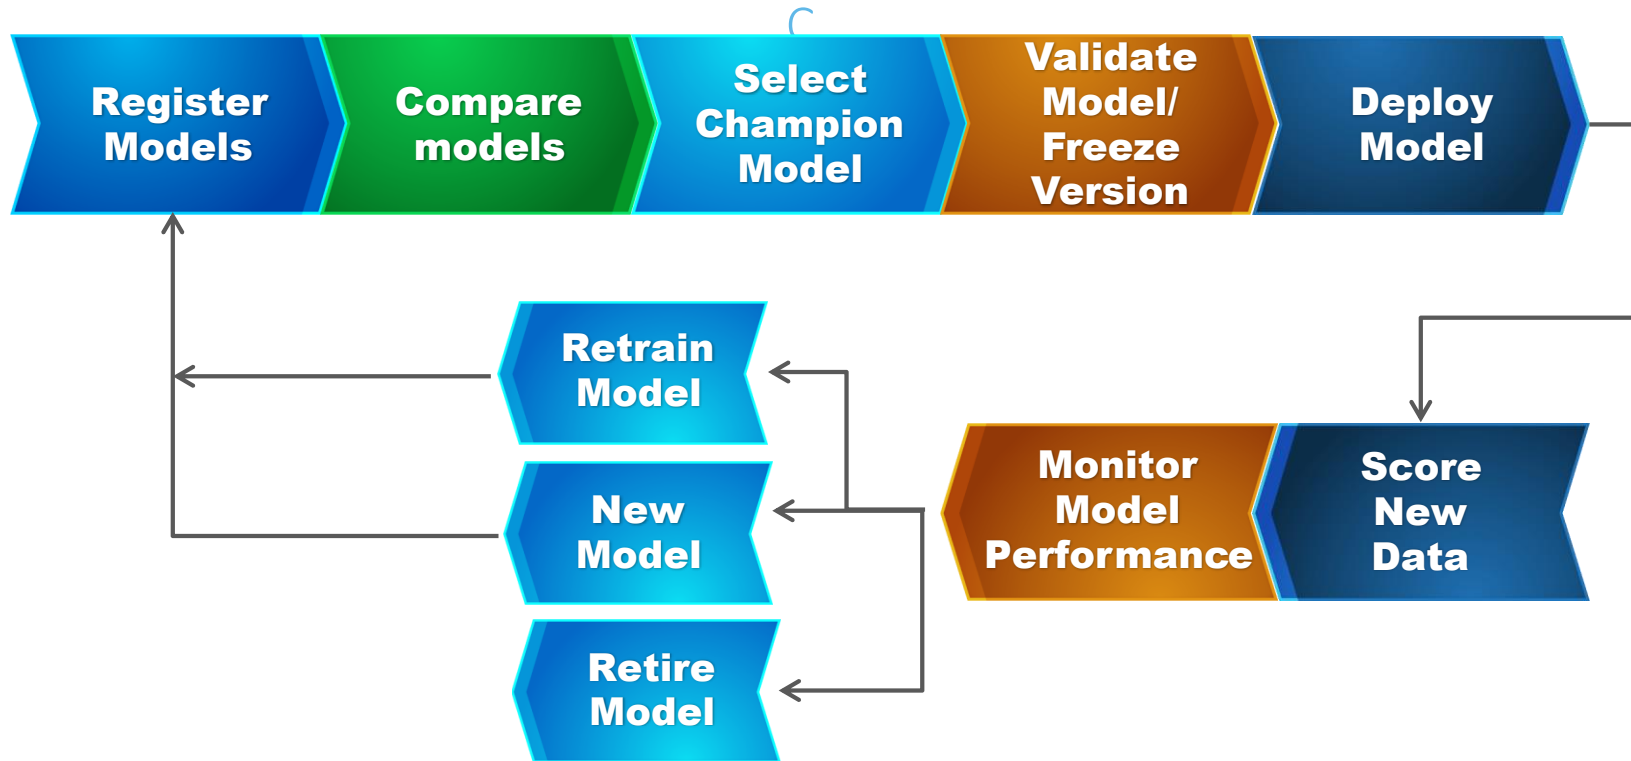 Register
Models
Compare
models
Select
Champion
Model
Validate
Model/
Freeze
Version
Deploy
Model
Retrain
Model
New
Model
Retire
Model
Monitor
Model
Performance
Score
New
Data